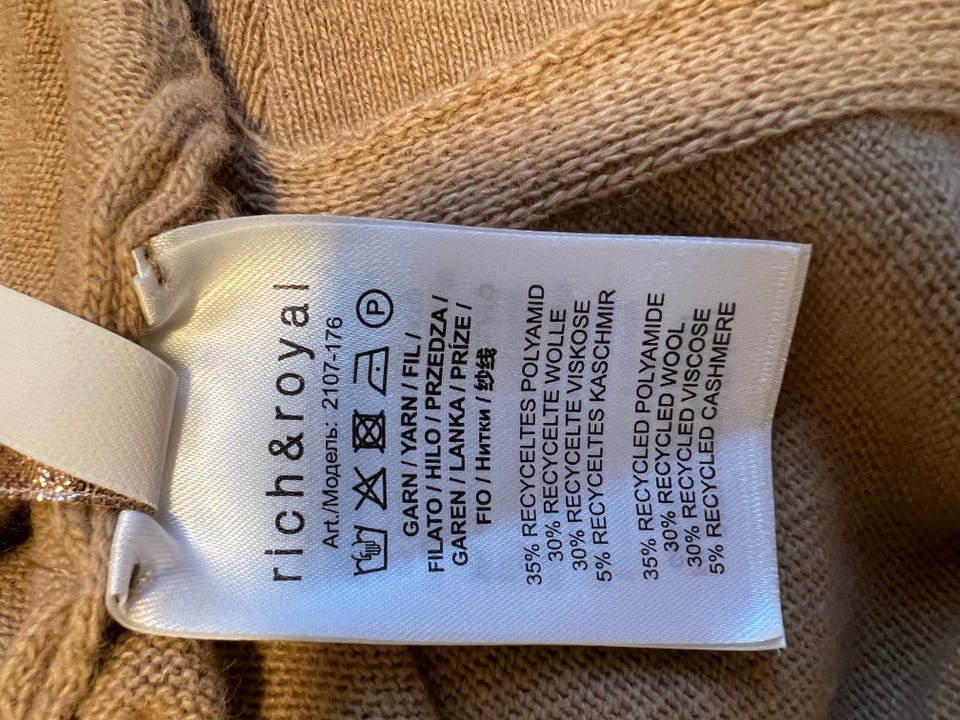 rich&royal
Art./Модель: 2107-176
P
GARN / YARN / FIL /
FILATO / HILO / PRZEDZA /
GAREN / LANKA / PRÍZE /
FIO / Нитки / 纱线
35% RECYCELTES POLYAMID
30% RECYCELTE WOLLE
30% RECYCELTE VISKOSE
5% RECYCELTES KASCHMIR
35% RECYCLED POLYAMIDE
30% RECYCLED WOOL
30% RECYCLED VISCOSE
5% RECYCLED CASHMERE